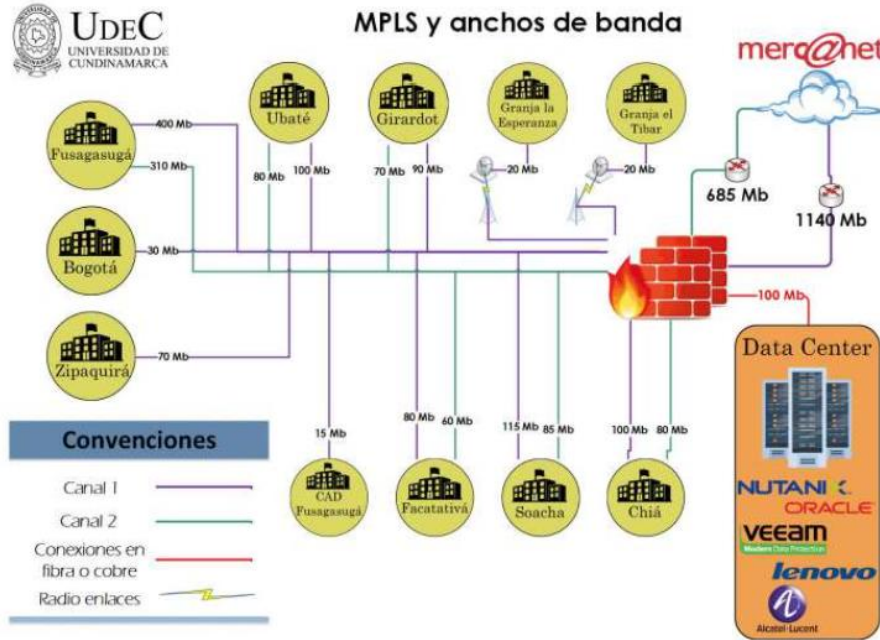 UDEC
UNIVERSIDAD DE
CUNDINAMARCA
MPLS y anchos de banda
merc@net
Fusagasugá
400 Mb
310 Mb
Ubaté
80 Mb
100 Mb
Girardot
70 Mb
90 Mb
Granja la
Esperanza
20 Mb
Granja el
Tibar
20 Mb
685 Mb
1140 Mb
Bogotá
30 Mb
Zipaquirá
70 Mb
100 Mb
15 Mb
CAD
Fusagasugá
80 Mb
60 Mb
Facatativá
115 Mb
85 Mb
Soacha
100 Mb
80 Mb
Chiá
Data Center
NUTANIX
ORACLE
VEEAM
Modern Data Protection
lenovo
Alcatel·Lucent
Convenciones
Canal 1
Canal 2
Conexiones en
fibra o cobre
Radio enlaces